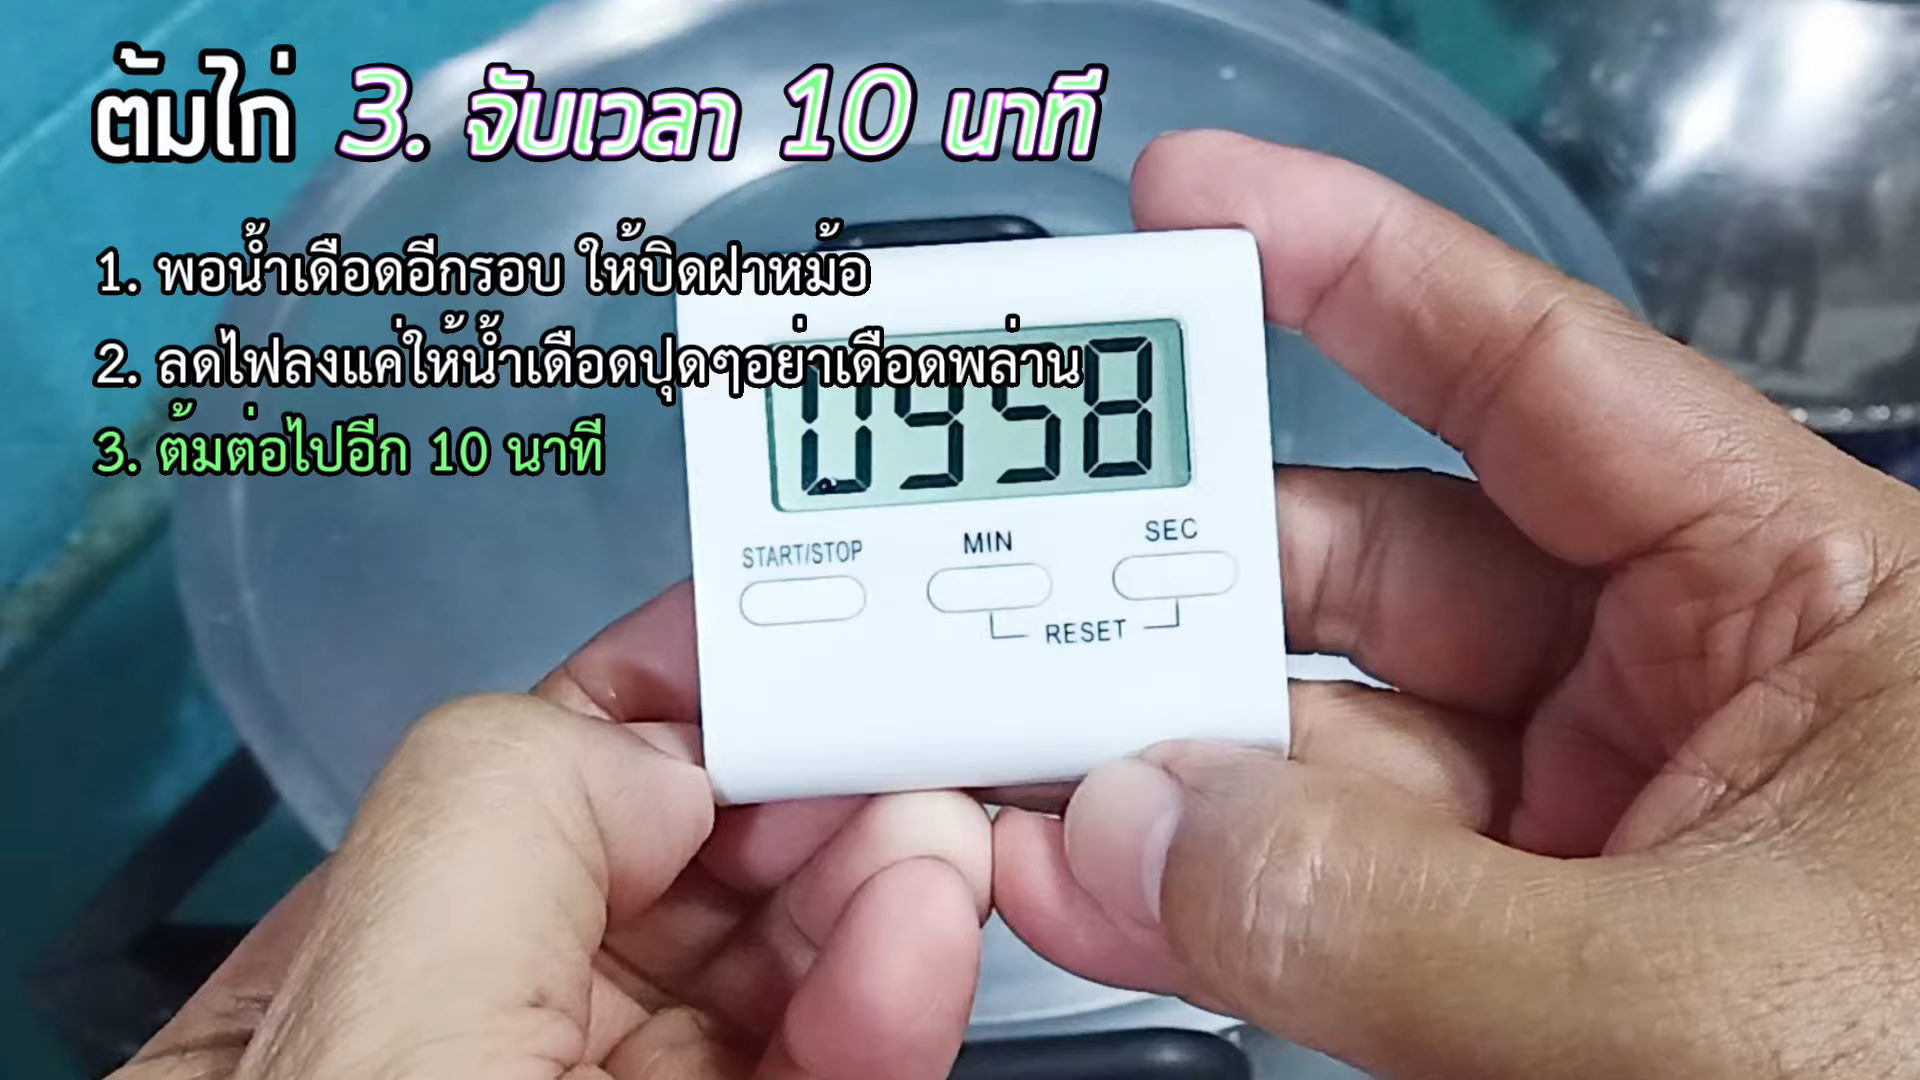 ต้มไก่ 3. จับเวลา 10 นาที
1. พอน้ำเดือดอีกรอบ ให้บิดฝาหม้อ
2. ลดไฟลงแค่ให้น้ำเดือดปุดๆอย่าเดือดพล่าน
3. ต้มต่อไปอีก 10 นาที
0958
START/STOP MIN SEC
RESET